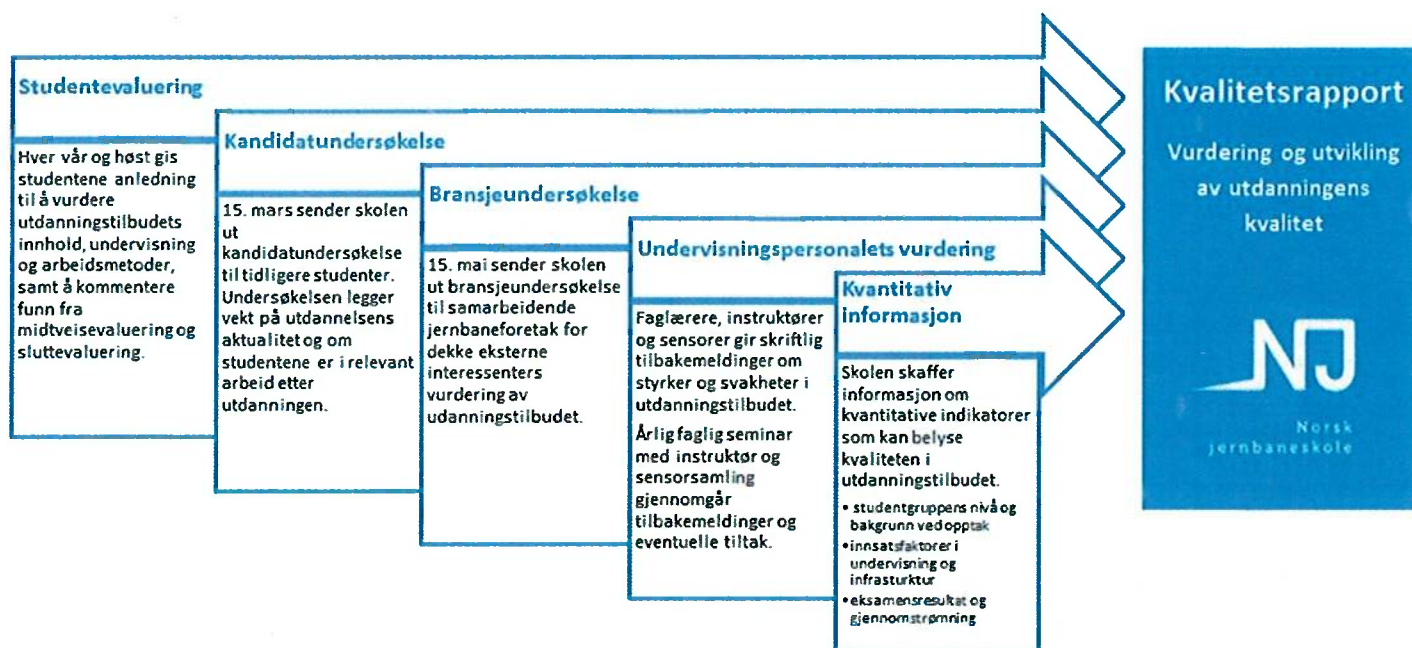 Studentevaluering
Hver vår og høst gis
studentene anledning
til å vurdere
utdanningstilbudets
innhold, undervisning
og arbeidsmetoder,
samt å kommentere
funn fra
midtveisevaluering og
sluttevaluering.
Kandidatundersøkelse
15. mars sender skolen
ut
kandidatundersøkelse
til tidligere studenter.
Undersøkelsen legger
vekt på utdannelsens
aktualitet og om
studentene er i relevant
arbeid etter
utdanningen.
Bransjeundersøkelse
15. mai sender skolen
ut bransjeundersøkelse
til samarbeidende
jernbaneforetak for
dekke eksterne
interessenters
vurdering av
udanningstilbudet.
Undervisningspersonalets vurdering
Faglærere, instruktører
og sensorer gir skriftlig
tilbakemeldinger om
styrker og svakheter i
utdanningstilbudet.
Årlig faglig seminar
med instruktør og
sensorsamling
gjennomgår
tilbakemeldinger og
eventuelle tiltak.
Kvantitativ
informasjon
Skolen skaffer
informasjon om
kvantitative indikatorer
som kan belyse
kvaliteten i
utdanningstilbudet.
• studentgruppens nivå og
bakgrunn ved opptak
• innsatsfaktorer i
undervisning og
infrasturktur
• eksamensresultat og
gjennomstrømning
Kvalitetsrapport
Vurdering og utvikling
av utdanningens
kvalitet
NJ
Norsk
jernbaneskole